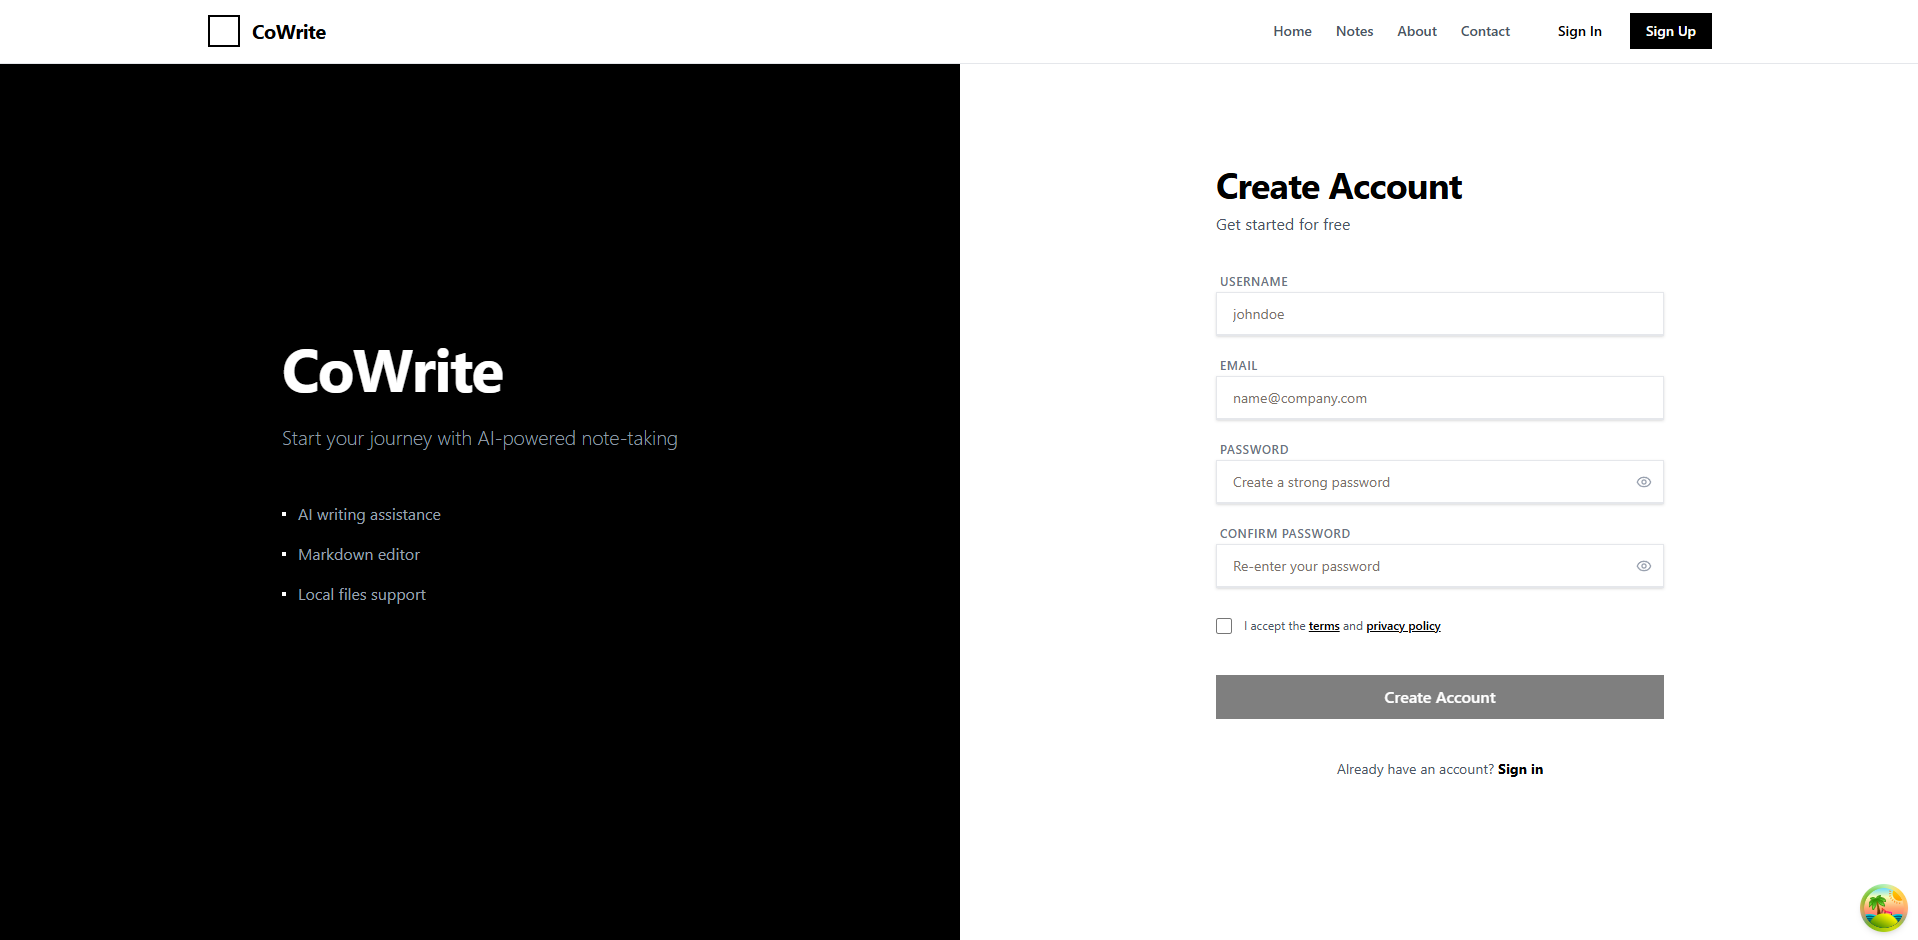 CoWrite
Home Notes About Contact Sign In Sign Up
CoWrite
Start your journey with AI-powered note-taking
AI writing assistance
Markdown editor
Local files support
Create Account
Get started for free
USERNAME
johndoe
EMAIL
name@company.com
PASSWORD
Create a strong password
CONFIRM PASSWORD
Re-enter your password
I accept the terms and privacy policy
Create Account
Already have an account? Sign in